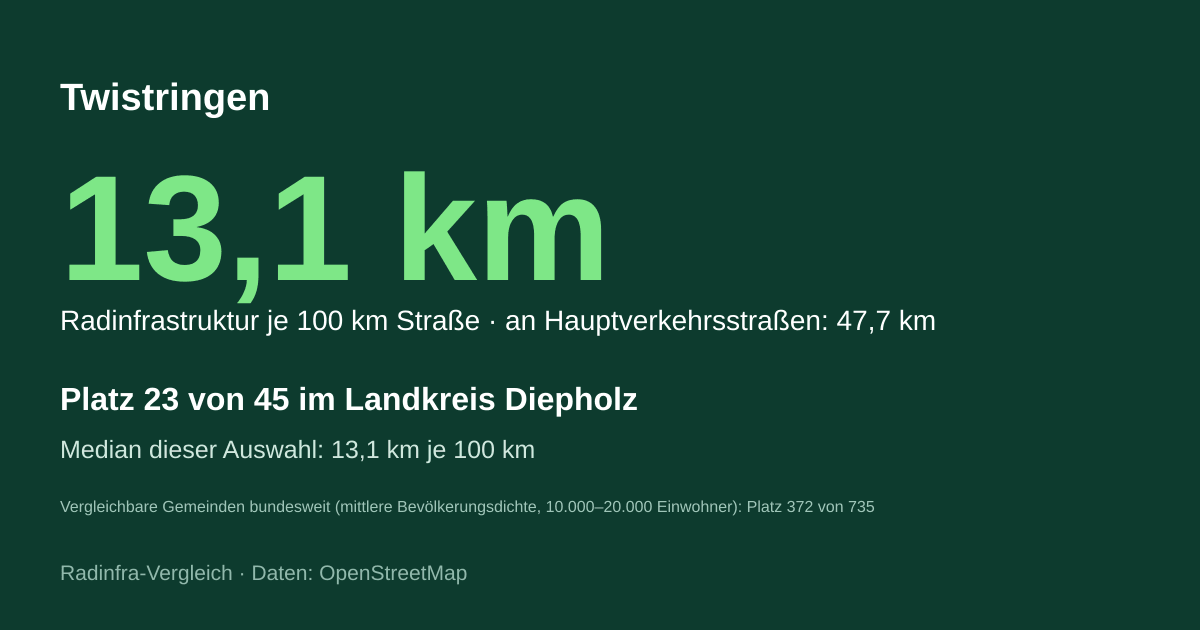 Twistringen
13,1 km
Radinfrastruktur je 100 km Straße · an Hauptverkehrsstraßen: 47,7 km
Platz 23 von 45 im Landkreis Diepholz
Median dieser Auswahl: 13,1 km je 100 km
Vergleichbare Gemeinden bundesweit (mittlere Bevölkerungsdichte, 10.000–20.000 Einwohner): Platz 372 von 735
Radinfra-Vergleich · Daten: OpenStreetMap